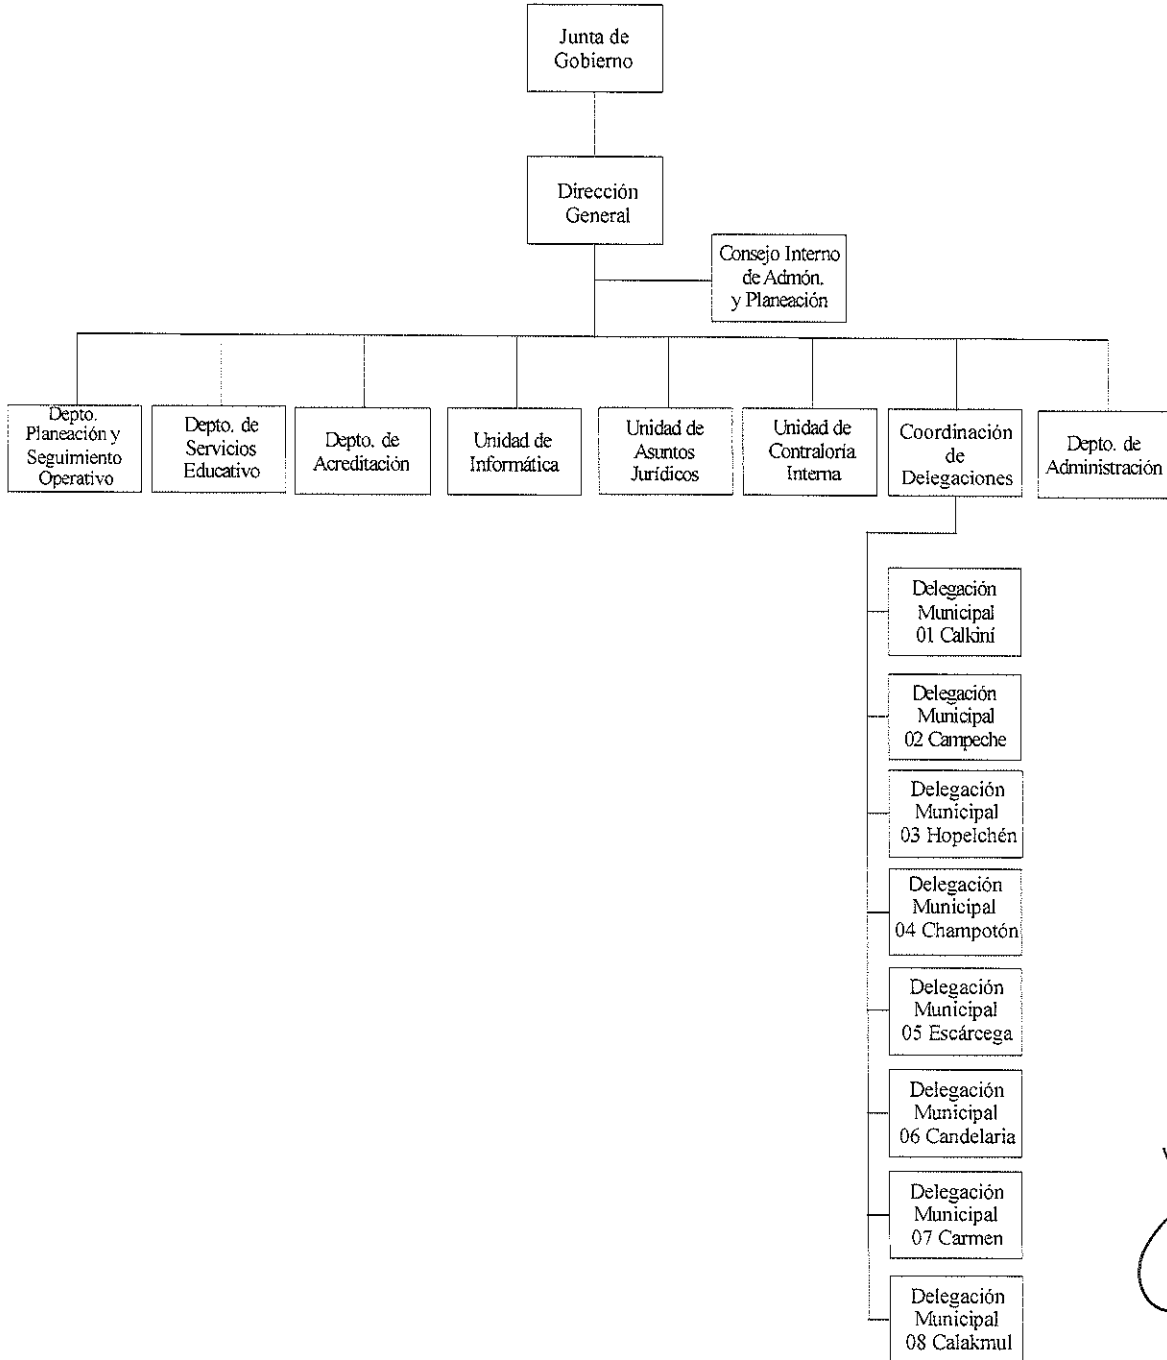 Junta de
Gobierno
Dirección
General
Consejo Interno
de Admón.
y Planeación
Depto.
Planeación y
Seguimiento
Operativo
Depto. de
Servicios
Educativo
Depto. de
Acreditación
Unidad de
Informática
Unidad de
Asuntos
Jurídicos
Unidad de
Contraloría
Interna
Coordinación
de
Delegaciones
Depto. de
Administración
Delegación
Municipal
01 Calkiní
Delegación
Municipal
02 Campeche
Delegación
Municipal
03 Hopelchén
Delegación
Municipal
04 Champotón
Delegación
Municipal
05 Escárcega
Delegación
Municipal
06 Candelaria
Delegación
Municipal
07 Carmen
Delegación
Municipal
08 Calakmul